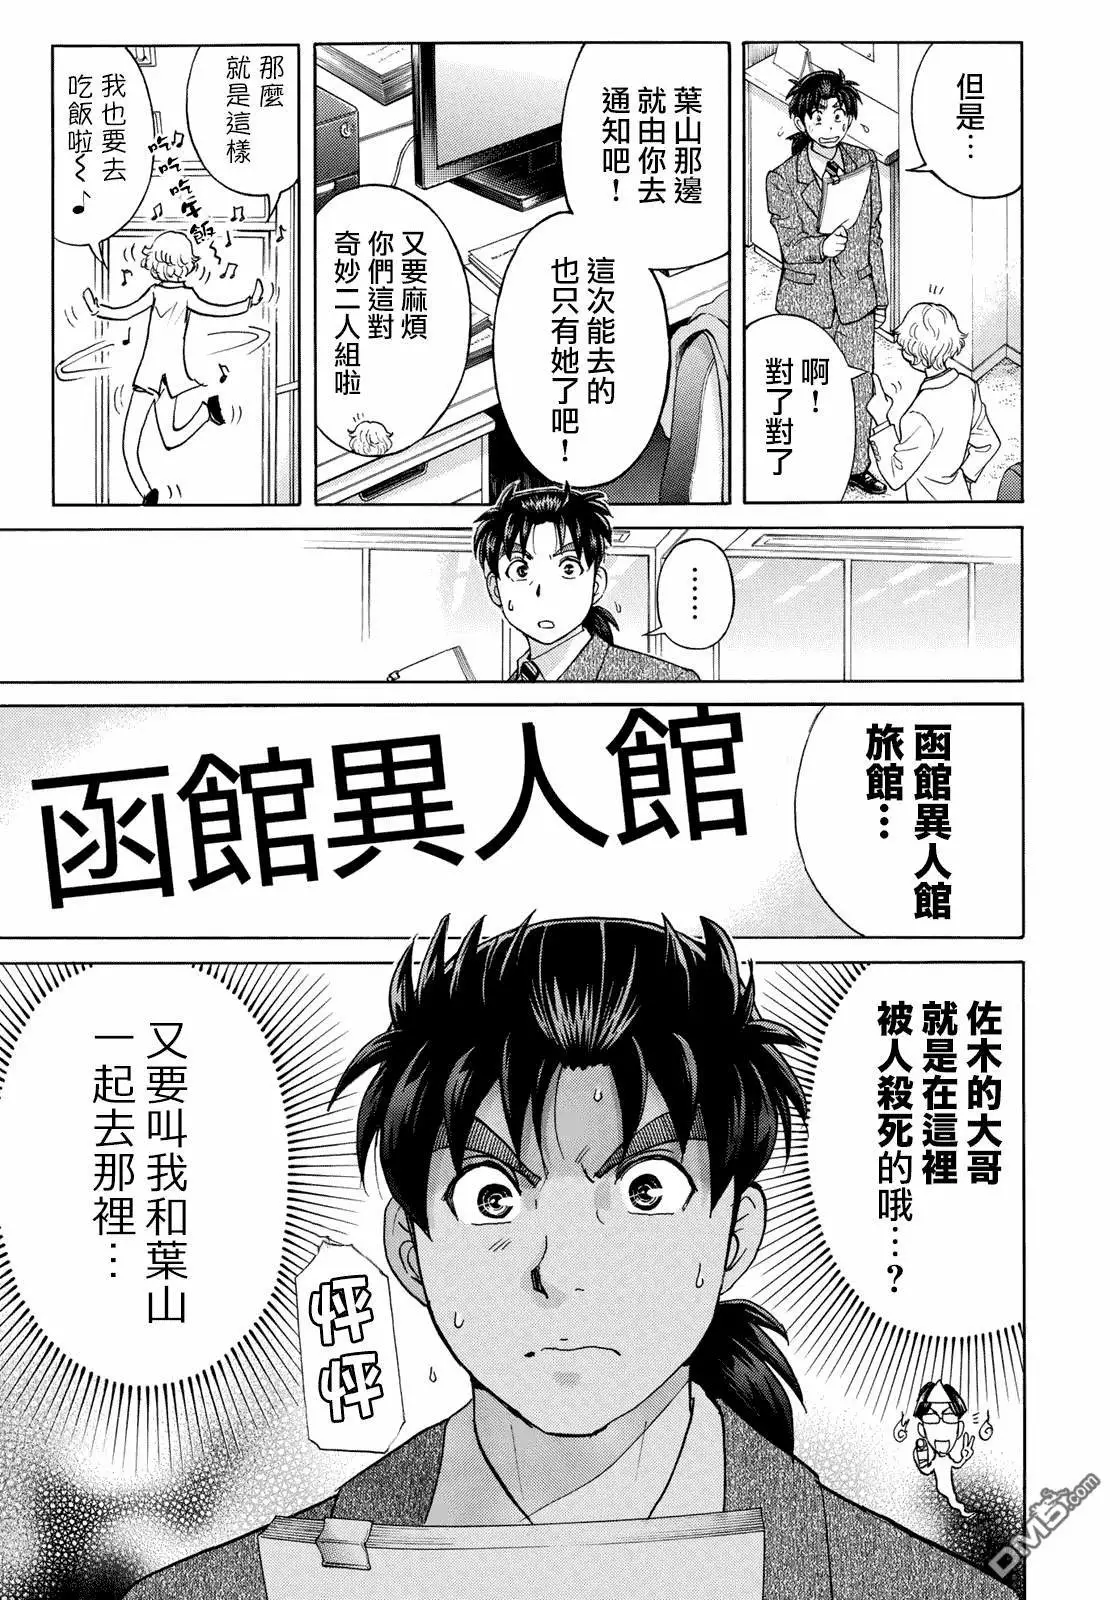 但是…
啊！
對了對了
葉山那邊
就由你去
通知吧！
這次能去的
也只有她了吧！
又要麻煩
你們這對
奇妙二人組啦
那麼
就是這樣
我也要去
吃飯啦～♪
吃♪
吃
午
飯
……
函館異人館
旅館…
函館異人館
佐木的大哥
就是在這裡
被人殺死的哦…？
又要叫我和葉山
一起去那裡…
怦
怦
DM5.com